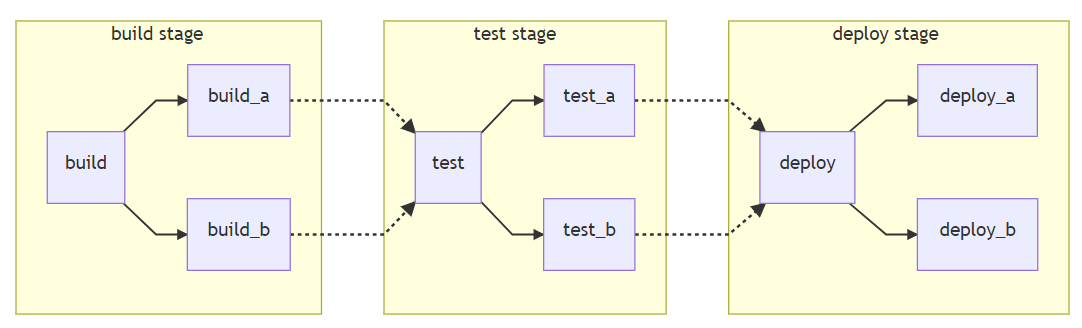 build stage
build
build_a
build_b
test stage
test
test_a
test_b
deploy stage
deploy
deploy_a
deploy_b